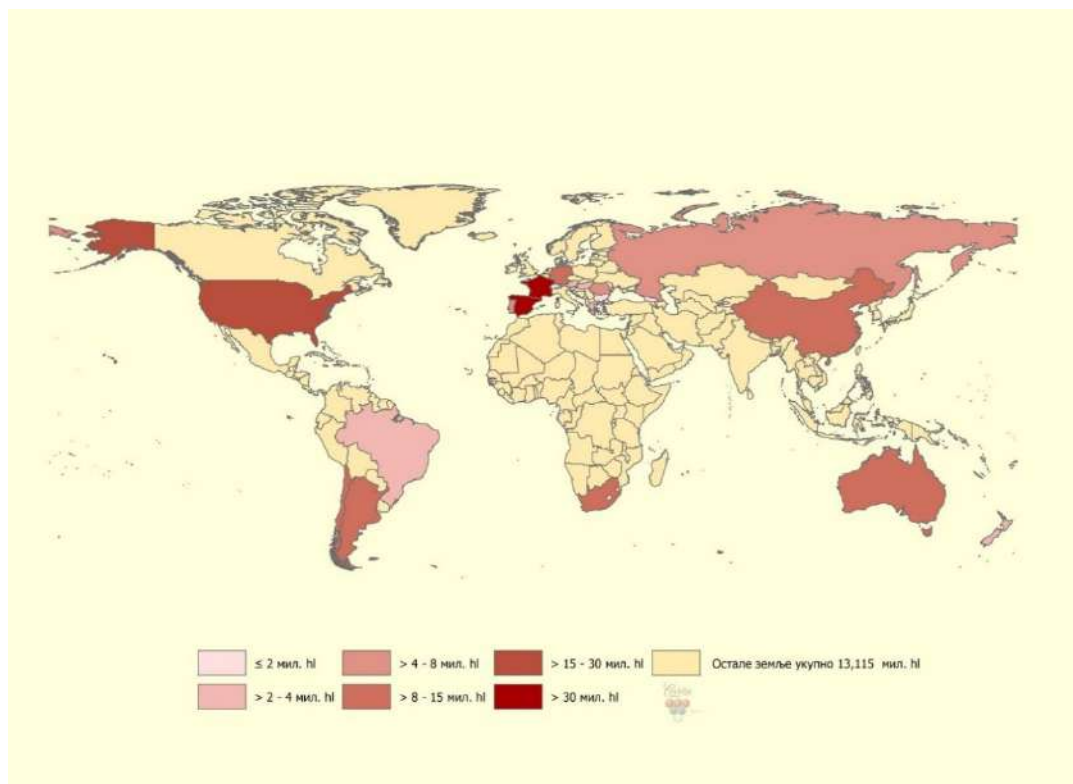 ≤ 2 мил. hl
> 4 - 8 мил. hl
> 15 - 30 мил. hl
Остале земље укупно 13,115 мил. hl
> 2 - 4 мил. hl
> 8 - 15 мил. hl
> 30 мил. hl